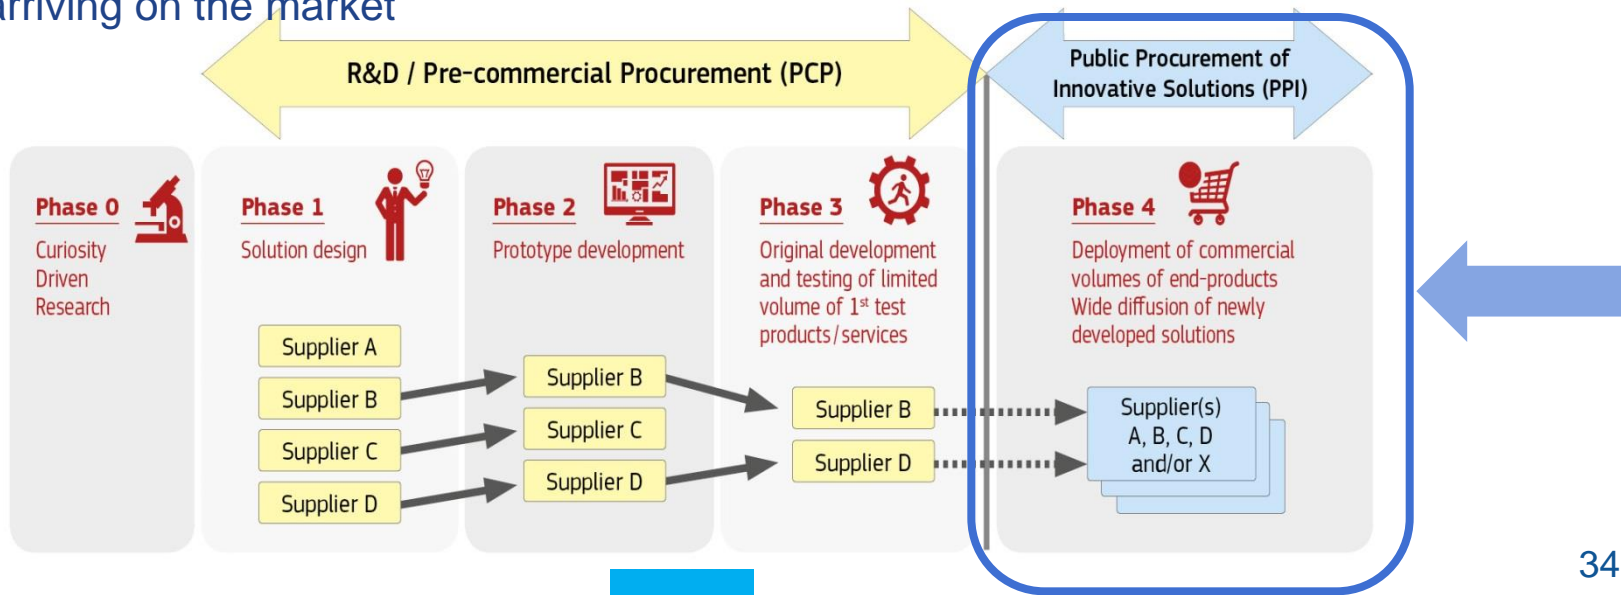 arriving on the market
R&D / Pre-commercial Procurement (PCP)
Public Procurement of
Innovative Solutions (PPI)
Phase 0
Curiosity
Driven
Research
Phase 1
Solution design
Supplier A
Supplier B
Supplier C
Supplier D
Phase 2
Prototype development
Supplier B
Supplier C
Supplier D
Phase 3
Original development
and testing of limited
volume of 1st test
products/services
Supplier B
Supplier D
Phase 4
Deployment of commercial
volumes of end-products
Wide diffusion of newly
developed solutions
Supplier(s)
A, B, C, D
and/or X
34